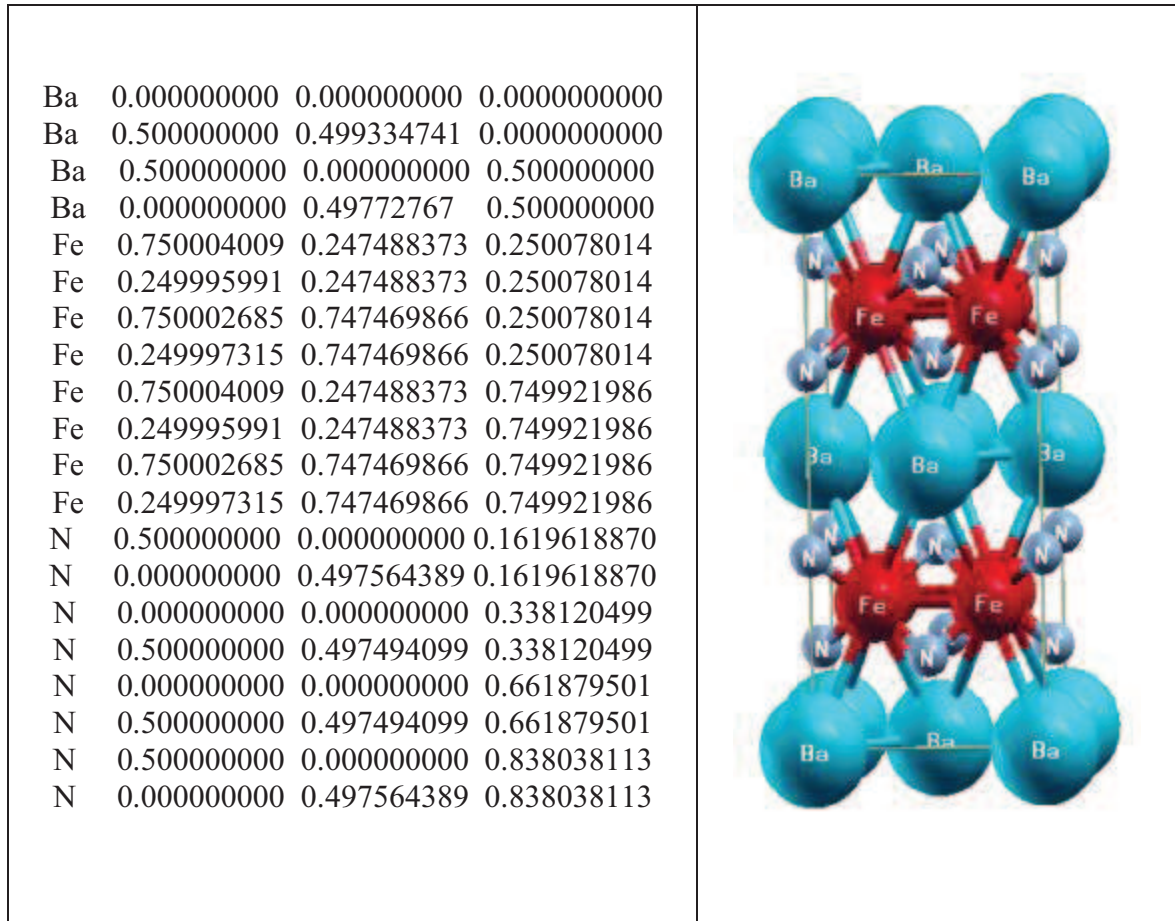 Ba 0.000000000 0.000000000 0.0000000000
Ba 0.500000000 0.499334741 0.0000000000
Ba 0.500000000 0.000000000 0.500000000
Ba 0.000000000 0.49772767 0.500000000
Fe 0.750004009 0.247488373 0.250078014
Fe 0.249995991 0.247488373 0.250078014
Fe 0.750002685 0.747469866 0.250078014
Fe 0.249997315 0.747469866 0.250078014
Fe 0.750004009 0.247488373 0.749921986
Fe 0.249995991 0.247488373 0.749921986
Fe 0.750002685 0.747469866 0.749921986
Fe 0.249997315 0.747469866 0.749921986
N 0.500000000 0.000000000 0.1619618870
N 0.000000000 0.497564389 0.1619618870
N 0.000000000 0.000000000 0.338120499
N 0.500000000 0.497494099 0.338120499
N 0.000000000 0.000000000 0.661879501
N 0.500000000 0.497494099 0.661879501
N 0.500000000 0.000000000 0.838038113
N 0.000000000 0.497564389 0.838038113
Ba Ba Ba
N N N
Fe Fe
N N N
Ba Ba Ba
N N N
Fe Fe
N N N
Ba Ba Ba